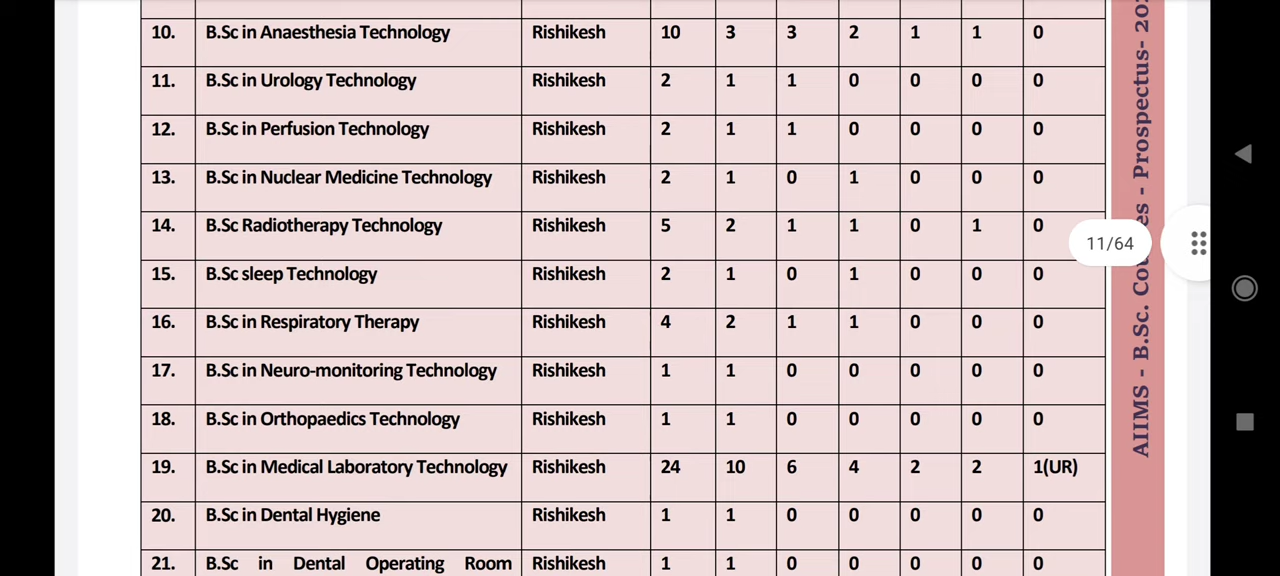 10. B.Sc in Anaesthesia Technology Rishikesh 10 3 3 2 1 1 0
11. B.Sc in Urology Technology Rishikesh 2 1 1 0 0 0 0
12. B.Sc in Perfusion Technology Rishikesh 2 1 1 0 0 0 0
13. B.Sc in Nuclear Medicine Technology Rishikesh 2 1 0 1 0 0 0
14. B.Sc Radiotherapy Technology Rishikesh 5 2 1 1 0 1 0
15. B.Sc sleep Technology Rishikesh 2 1 0 1 0 0 0
16. B.Sc in Respiratory Therapy Rishikesh 4 2 1 1 0 0 0
17. B.Sc in Neuro-monitoring Technology Rishikesh 1 1 0 0 0 0 0
18. B.Sc in Orthopaedics Technology Rishikesh 1 1 0 0 0 0 0
19. B.Sc in Medical Laboratory Technology Rishikesh 24 10 6 4 2 2 1(UR)
20. B.Sc in Dental Hygiene Rishikesh 1 1 0 0 0 0 0
21. B.Sc in Dental Operating Room Rishikesh 1 1 0 0 0 0 0
11/64
AIIMS - B.Sc. - Prospectus-